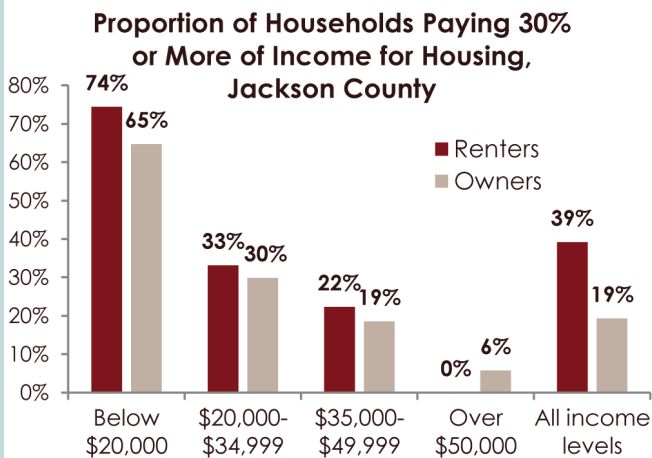 Proportion of Households Paying 30%
or More of Income for Housing,
Jackson County
80%
70%
60%
50%
40%
30%
20%
10%
0%
74%
65%
33%
30%
22%
19%
0%
6%
39%
19%
Renters
Owners
Below
$20,000
$20,000-
$34,999
$35,000-
$49,999
Over
$50,000
All income
levels